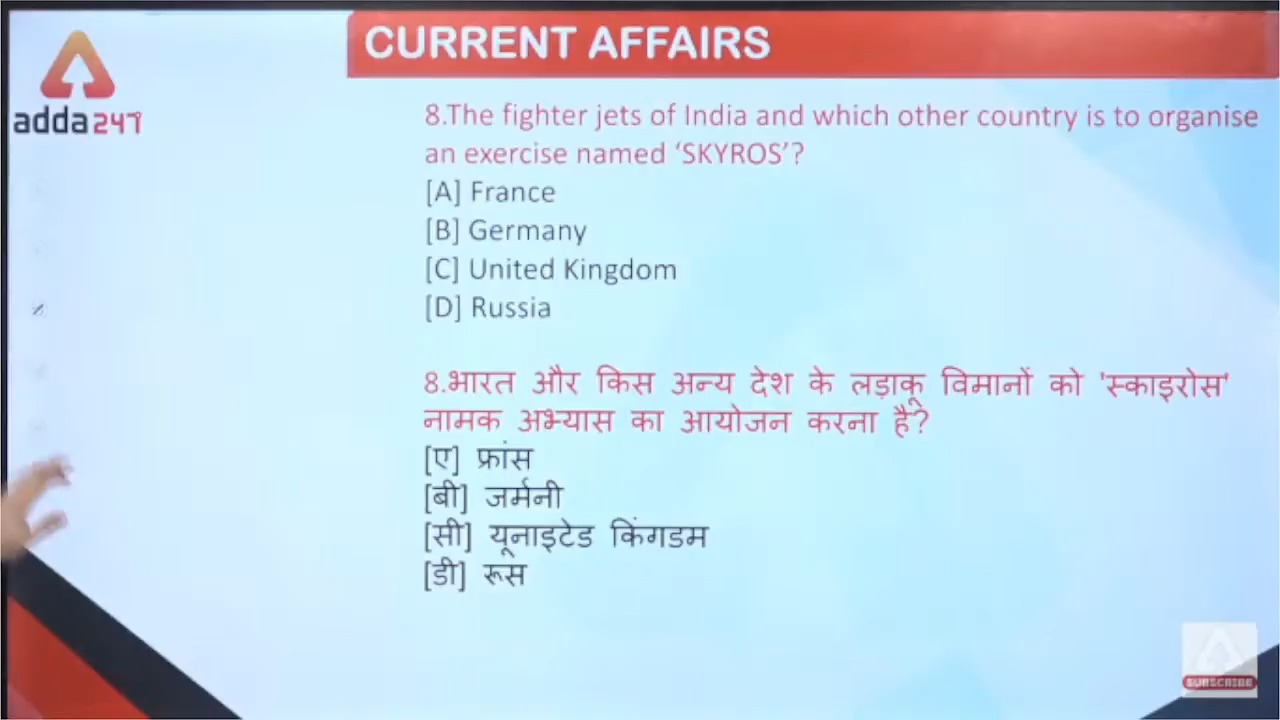 CURRENT AFFAIRS
adda247
8.The fighter jets of India and which other country is to organise
an exercise named ‘SKYROS’?
[A] France
[B] Germany
[C] United Kingdom
[D] Russia
8.भारत और किस अन्य देश के लड़ाकू विमानों को 'स्काइरोस'
नामक अभ्यास का आयोजन करना है?
[ए] फ्रांस
[बी] जर्मनी
[सी] यूनाइटेड किंगडम
[डी] रूस
SUBSCRIBE